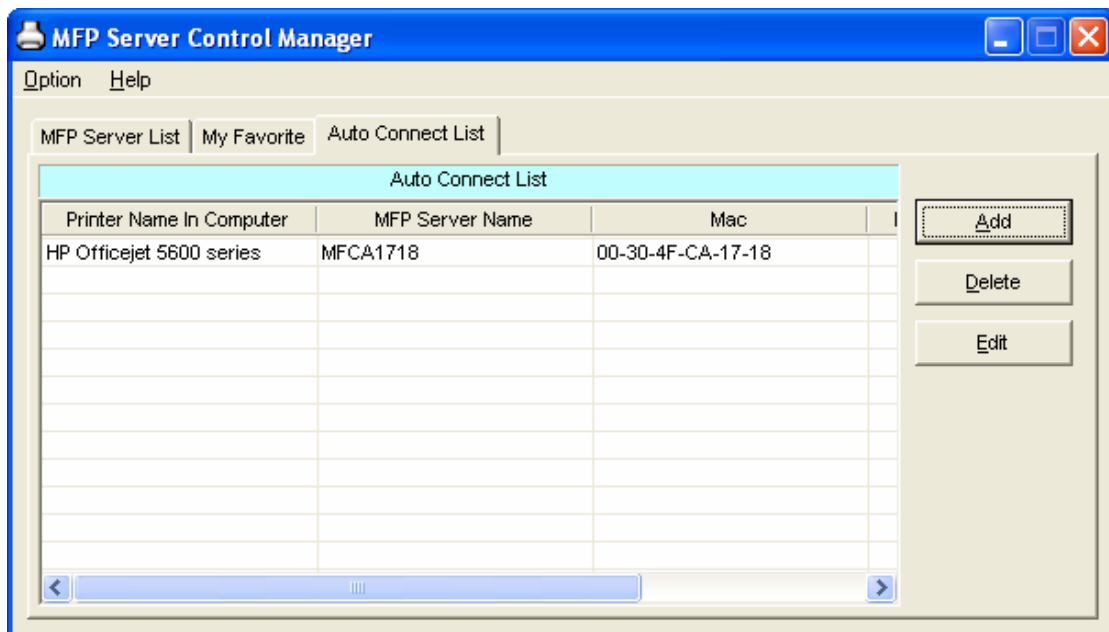 MFP Server Control Manager
Option Help
MFP Server List My Favorite Auto Connect List
Auto Connect List
Printer Name In Computer MFP Server Name Mac
Add
HP Officejet 5600 series MFCA1718 00-30-4F-CA-17-18
Delete
Edit